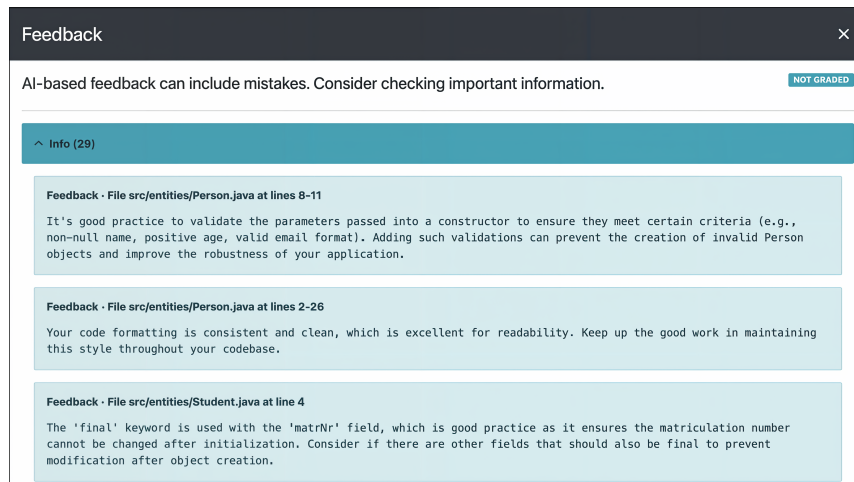 Feedback
AI-based feedback can include mistakes. Consider checking important information.
NOT GRADED
Info (29)
Feedback · File src/entities/Person.java at lines 8-11
It's good practice to validate the parameters passed into a constructor to ensure they meet certain criteria (e.g.,
non-null name, positive age, valid email format). Adding such validations can prevent the creation of invalid Person
objects and improve the robustness of your application.
Feedback · File src/entities/Person.java at lines 2-26
Your code formatting is consistent and clean, which is excellent for readability. Keep up the good work in maintaining
this style throughout your codebase.
Feedback · File src/entities/Student.java at line 4
The 'final' keyword is used with the 'matrNr' field, which is good practice as it ensures the matriculation number
cannot be changed after initialization. Consider if there are other fields that should also be final to prevent
modification after object creation.